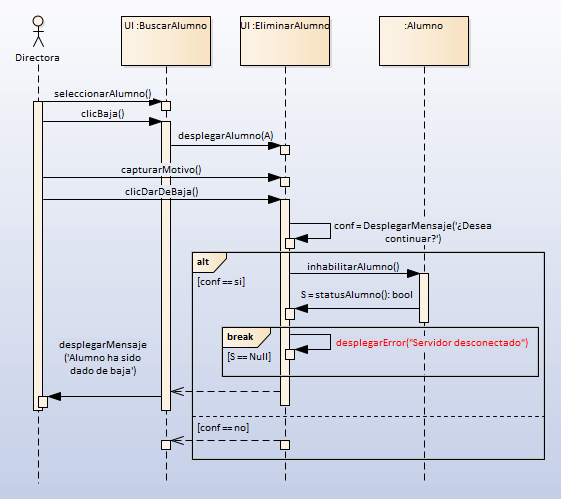 UI :BuscarAlumno
UI :EliminarAlumno
:Alumno
Directora
seleccionarAlumno()
clicBaja()
desplegarAlumno(A)
capturarMotivo()
clicDarDeBaja()
conf = DesplegarMensaje('¿Desea
continuar?')
alt
[conf == si]
inhabilitarAlumno()
S = statusAlumno(): bool
break
[S == Null]
desplegarError("Servidor desconectado")
desplegarMensaje
('Alumno ha sido
dado de baja')
[conf == no]